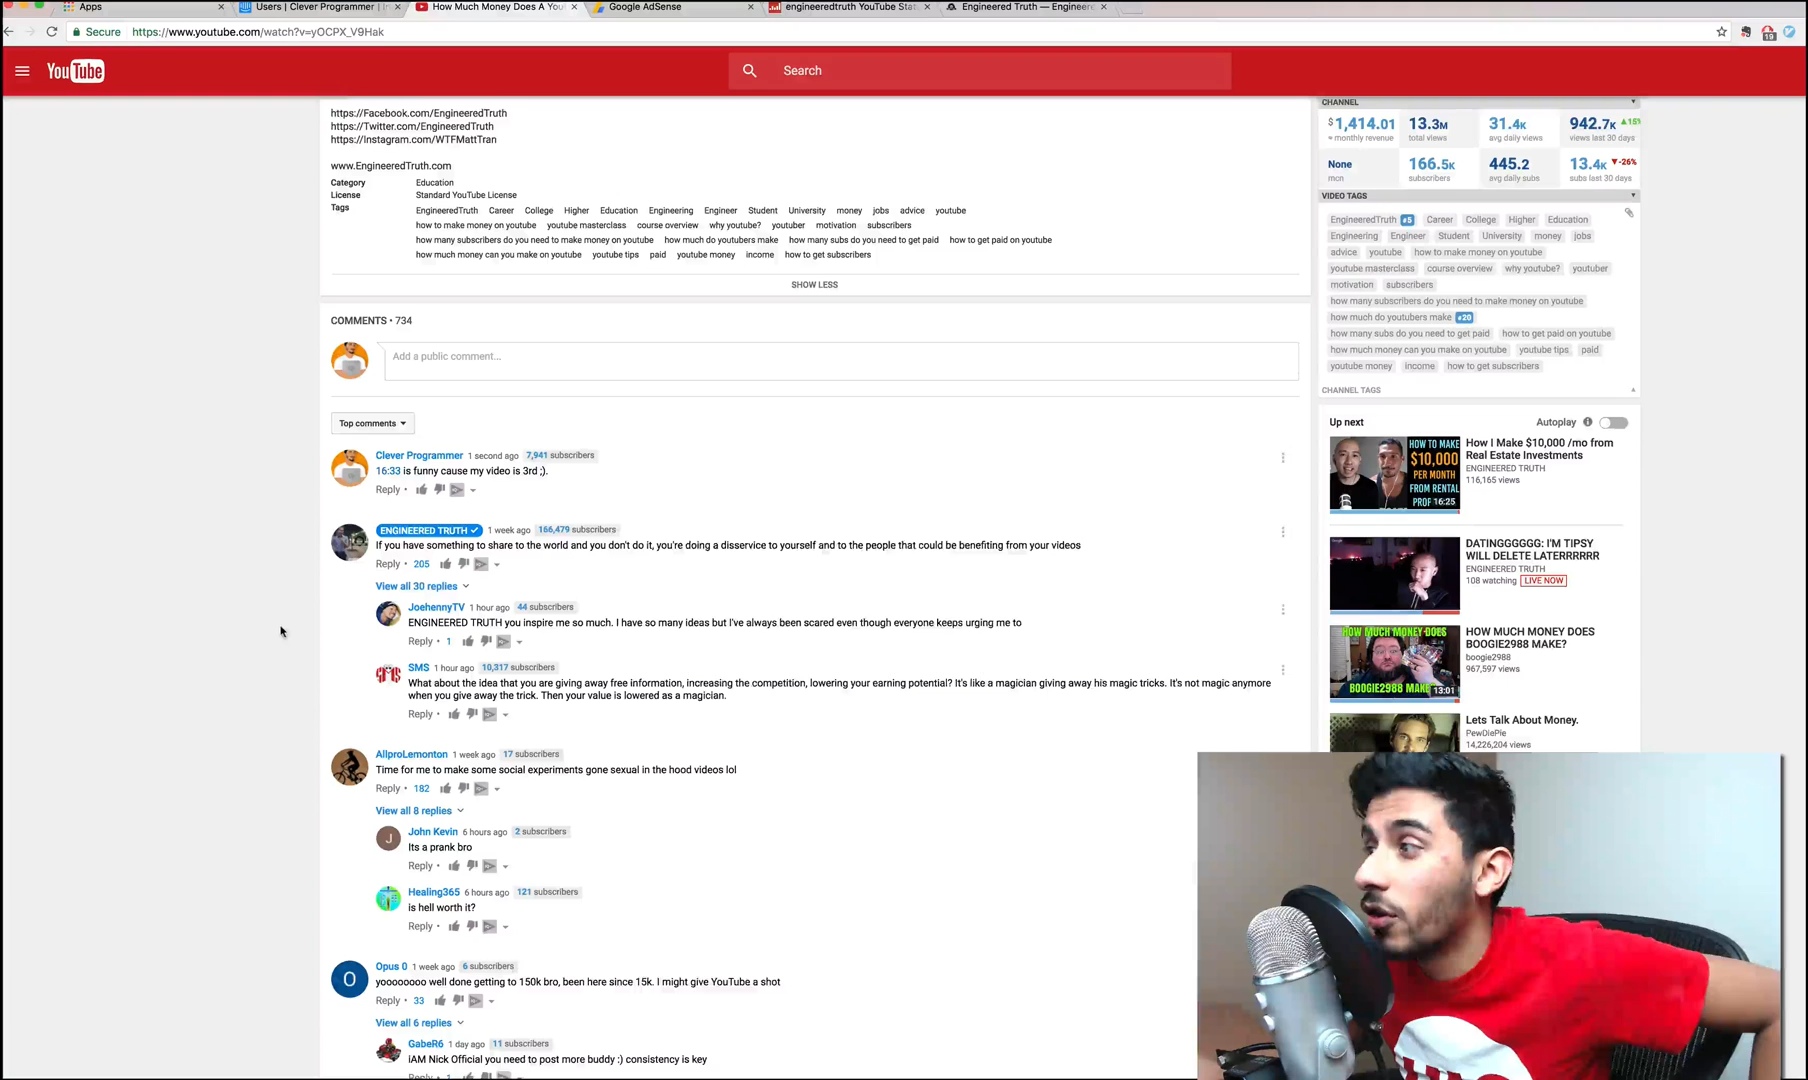 Apps
Users | Clever Programmer |
How Much Money Does A You
Google AdSense
engineeredtruth YouTube Stat
Engineered Truth — Engineere
Secure
https://www.youtube.com/watch?v=yOCPX_V9Hak
19
YouTube
Search
https://Facebook.com/EngineeredTruth
https://Twitter.com/EngineeredTruth
https://Instagram.com/WTFMattTran
www.EngineeredTruth.com
Category Education
License Standard YouTube License
Tags EngineeredTruth Career College Higher Education Engineering Engineer Student University money jobs advice youtube
how to make money on youtube youtube masterclass course overview why youtube? youtuber motivation subscribers
how many subscribers do you need to make money on youtube how much do youtubers make how many subs do you need to get paid how to get paid on youtube
how much money can you make on youtube youtube tips paid youtube money income how to get subscribers
SHOW LESS
COMMENTS • 734
Add a public comment...
Top comments
Clever Programmer 1 second ago 7,941 subscribers
16:33 is funny cause my video is 3rd ;).
Reply •
ENGINEERED TRUTH 1 week ago 166,479 subscribers
If you have something to share to the world and you don't do it, you're doing a disservice to yourself and to the people that could be benefiting from your videos
Reply • 205
View all 30 replies
JoehennyTV 1 hour ago 44 subscribers
ENGINEERED TRUTH you inspire me so much. I have so many ideas but I've always been scared even though everyone keeps urging me to
Reply • 1
SMS 1 hour ago 10,317 subscribers
What about the idea that you are giving away free information, increasing the competition, lowering your earning potential? It's like a magician giving away his magic tricks. It's not magic anymore
when you give away the trick. Then your value is lowered as a magician.
Reply •
AllproLemonton 1 week ago 17 subscribers
Time for me to make some social experiments gone sexual in the hood videos lol
Reply • 182
View all 8 replies
J
John Kevin 6 hours ago 2 subscribers
Its a prank bro
Reply •
Healing365 6 hours ago 121 subscribers
is hell worth it?
Reply •
O
Opus 0 1 week ago 6 subscribers
yoooooooo well done getting to 150k bro, been here since 15k. I might give YouTube a shot
Reply • 33
View all 6 replies
GabeR6 1 day ago 11 subscribers
iAM Nick Official you need to post more buddy :) consistency is key
CHANNEL
$1,414.01 13.3M 31.4K 942.7K 15%
≈ monthly revenue total views avg daily views views last 30 days
None 166.5K 445.2 13.4K -26%
mcn subscribers avg daily subs subs last 30 days
VIDEO TAGS
EngineeredTruth #5 Career College Higher Education
Engineering Engineer Student University money jobs
advice youtube how to make money on youtube
youtube masterclass course overview why youtube? youtuber
motivation subscribers
how many subscribers do you need to make money on youtube
how much do youtubers make #20
how many subs do you need to get paid how to get paid on youtube
how much money can you make on youtube youtube tips paid
youtube money income how to get subscribers
CHANNEL TAGS
Up next Autoplay
HOW TO MAKE
$10,000
PER MONTH
FROM RENTAL
PROP
16:25
How I Make $10,000 /mo from
Real Estate Investments
ENGINEERED TRUTH
116,165 views
DATINGGGGGG: I'M TIPSY
WILL DELETE LATERRRRRR
ENGINEERED TRUTH
108 watching LIVE NOW
HOW MUCH MONEY DOES
BOOGIE2988 MAKE
13:01
HOW MUCH MONEY DOES
BOOGIE2988 MAKE?
boogie2988
967,597 views
Lets Talk About Money.
PewDiePie
14,226,204 views